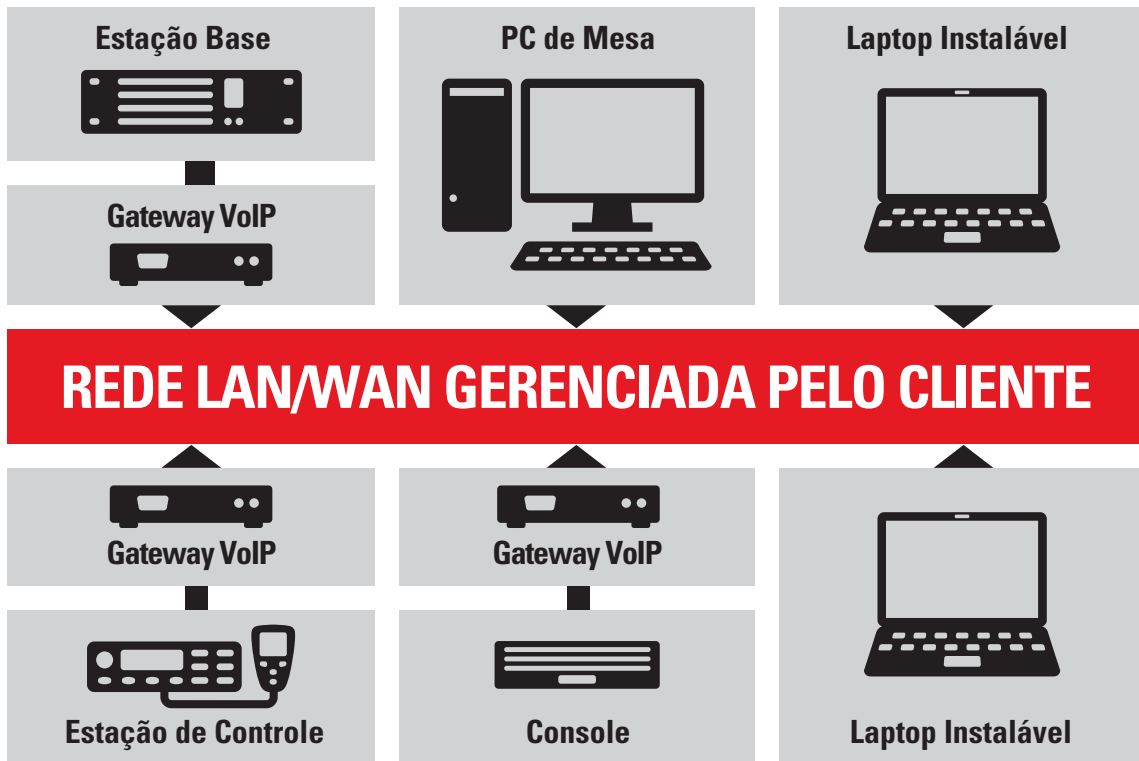 Estação Base
PC de Mesa
Laptop Instalável
Gateway VoIP
REDE LAN/WAN GERENCIADA PELO CLIENTE
Gateway VoIP
Gateway VoIP
Estação de Controle
Console
Laptop Instalável